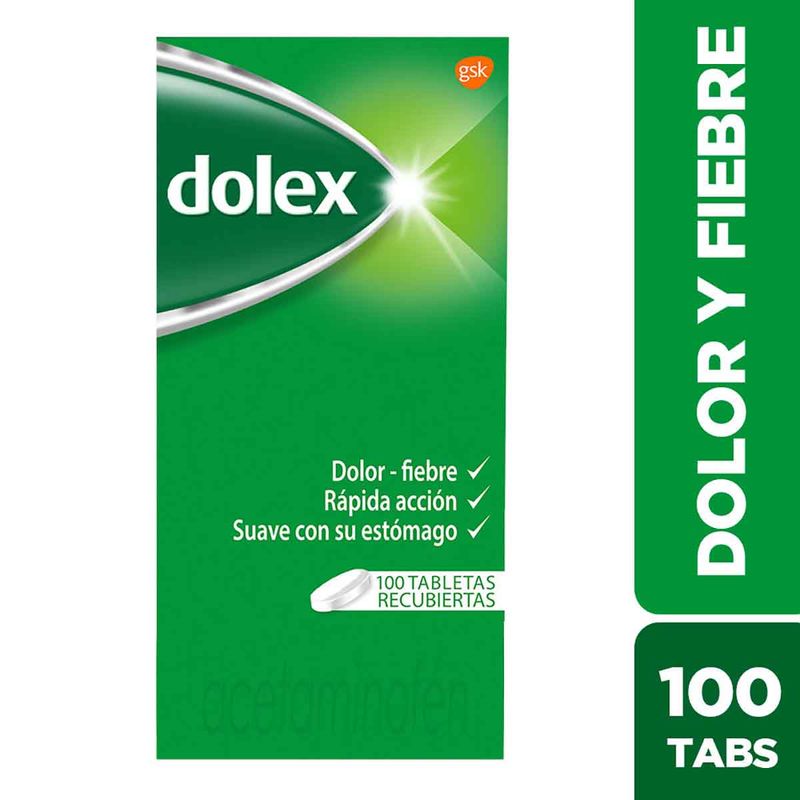 gsk
dolex
Dolor - fiebre
Rápida acción
Suave con su estómago
100 TABLETAS
RECUBIERTAS
acetaminofén
DOLOR Y FIEBRE
100
TABS